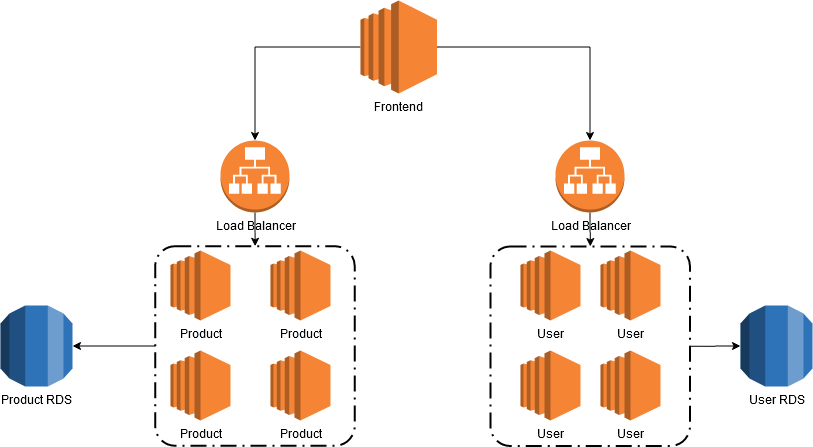 Frontend
Load Balancer
Load Balancer
Product
Product
User
User
Product RDS
User RDS
Product
Product
User
User